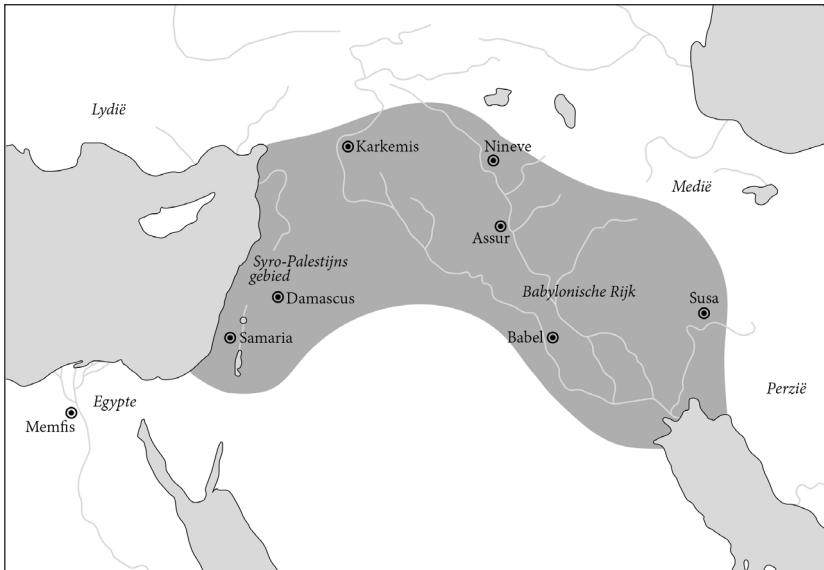 Lydië
Karkemis
Nineve
Medië
Assur
Syro-Palestijns
gebied
Damascus
Babylonische Rijk
Susa
Samaria
Babel
Perzië
Egypte
Memfis